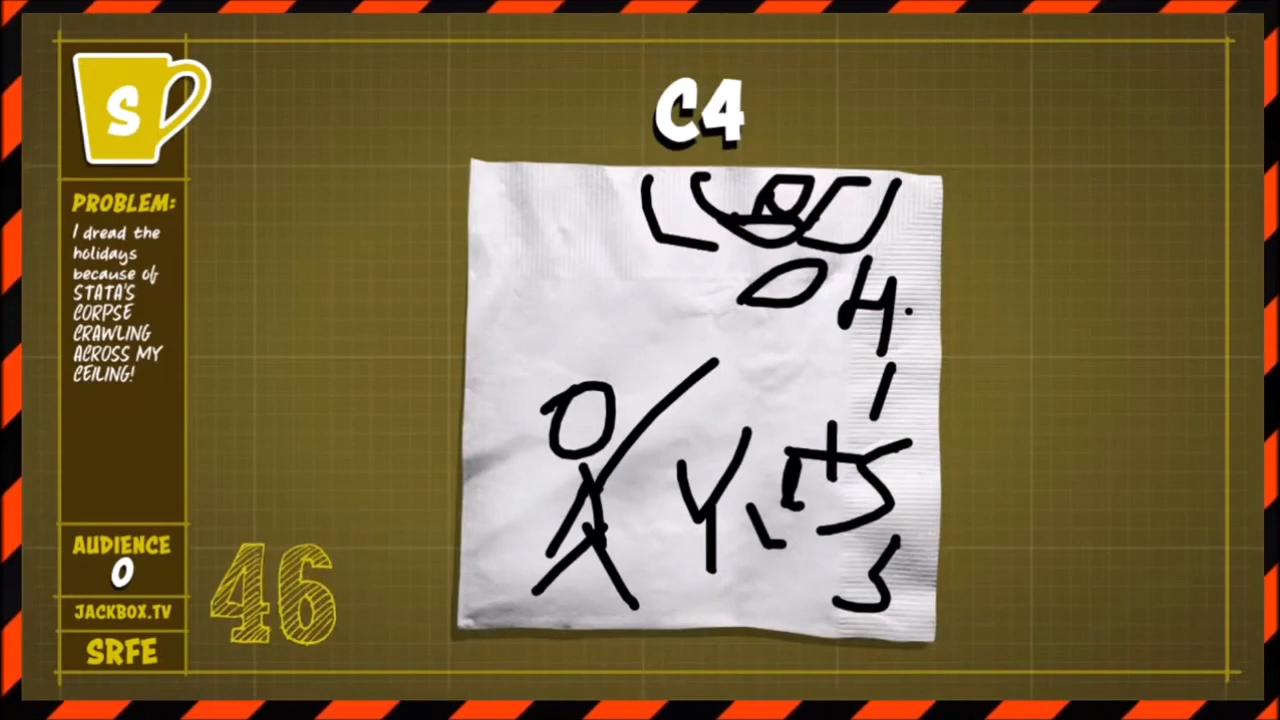 S
C4
PROBLEM:
I dread the
holidays
because of
STATA'S
CORPSE
CRAWLING
ACROSS MY
CEILING!
AUDIENCE
0
JACKBOX.TV
SRFE
46